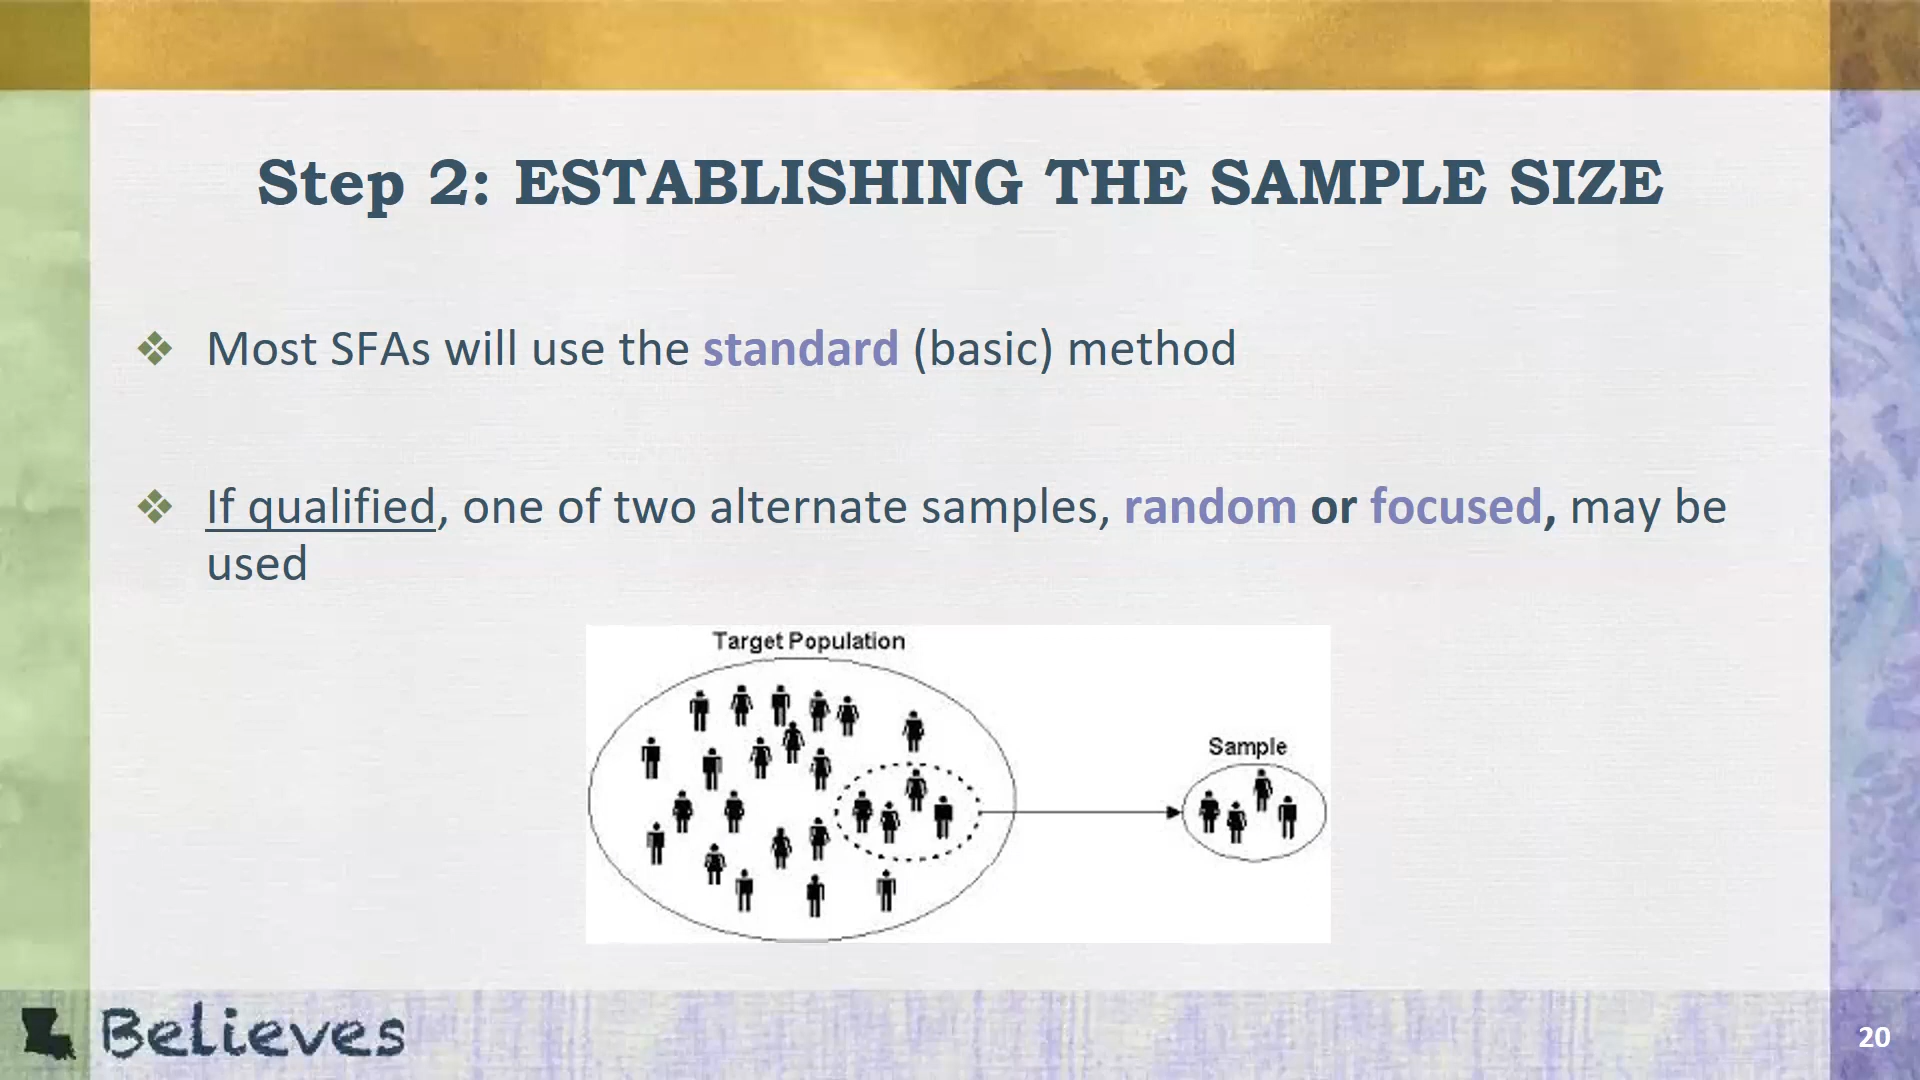 Step 2: ESTABLISHING THE SAMPLE SIZE
❖ Most SFAs will use the standard (basic) method
❖ If qualified, one of two alternate samples, random or focused, may be
used
Target Population
Sample
Believes
20